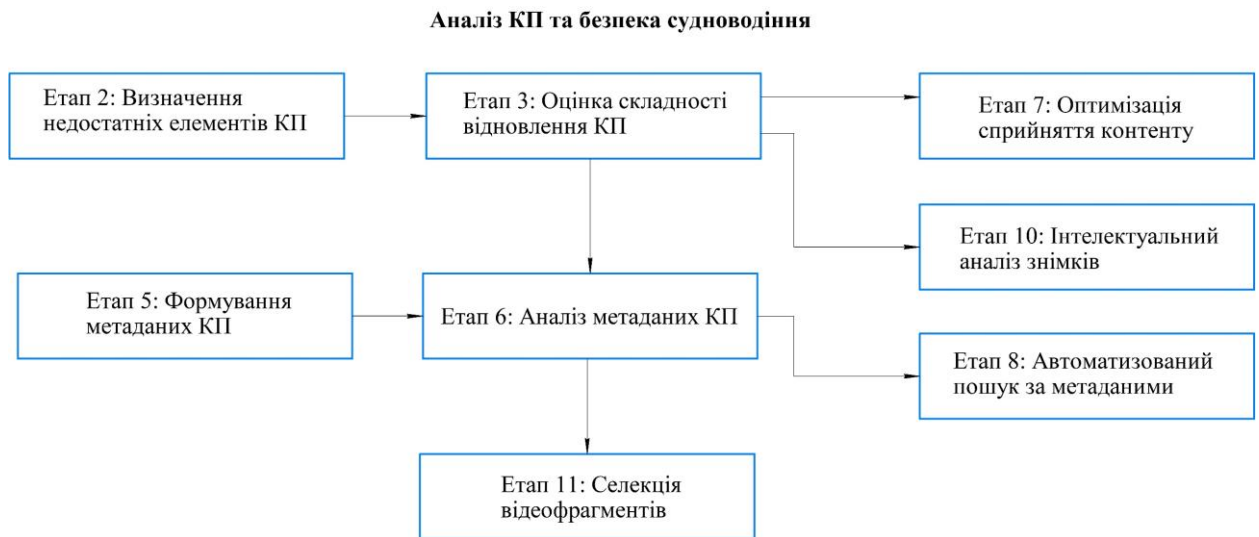 Аналіз КП та безпека судноводіння
Етап 2: Визначення
недостатніх елементів КП
Етап 3: Оцінка складності
відновлення КП
Етап 7: Оптимізація
сприйняття контенту
Етап 10: Інтелектуальний
аналіз знімків
Етап 5: Формування
метаданих КП
Етап 6: Аналіз метаданих КП
Етап 8: Автоматизований
пошук за метаданими
Етап 11: Селекція
відеофрагментів